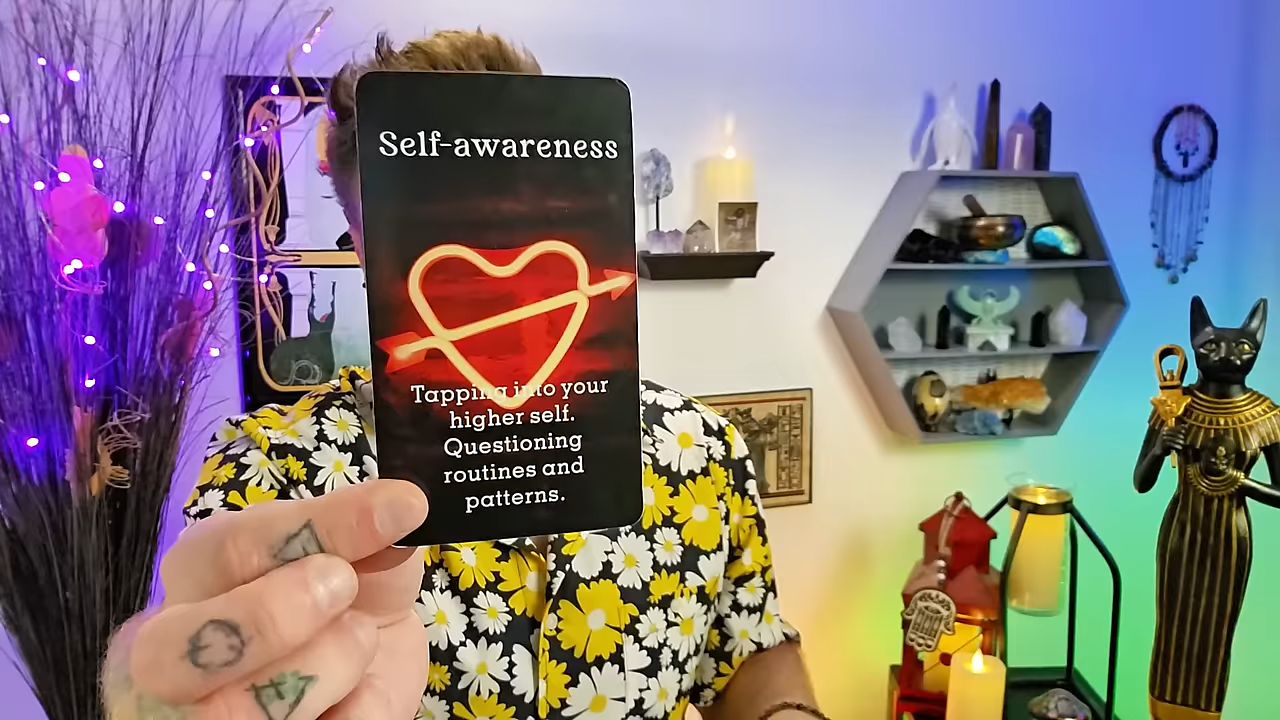 Self-awareness
Tapping into your
higher self.
Questioning
routines and
patterns.